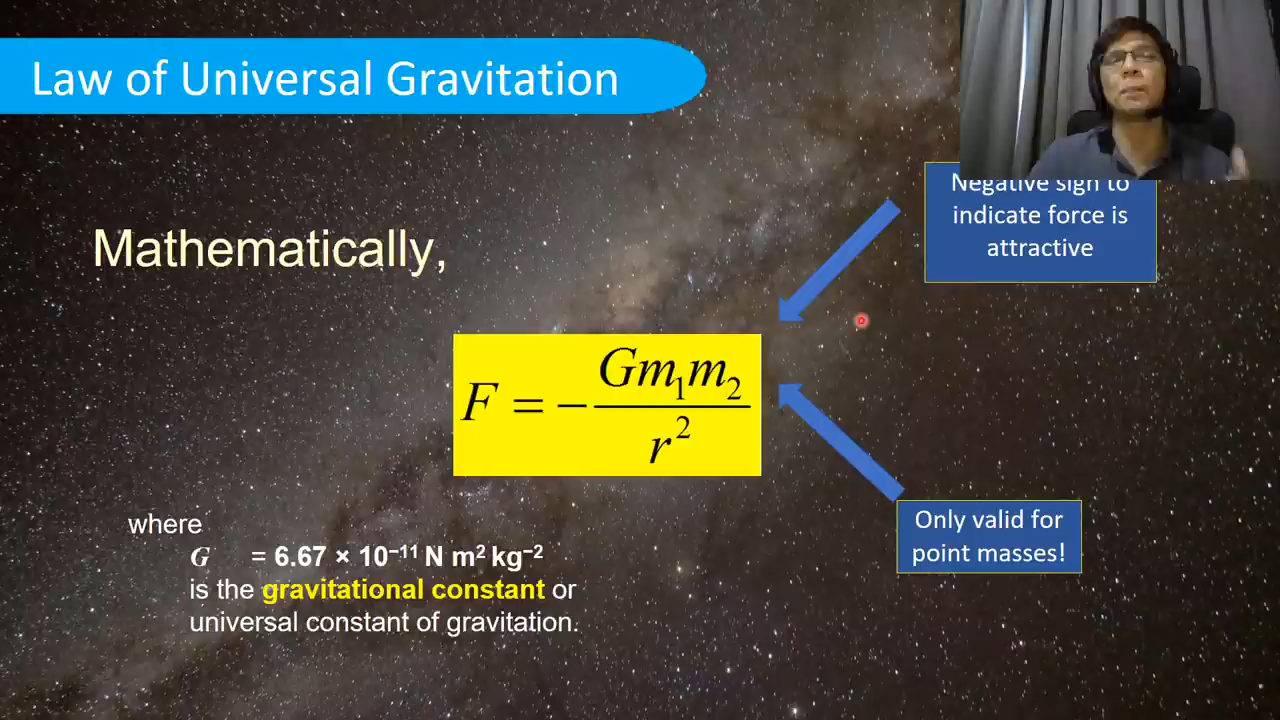 Law of Universal Gravitation
Negative sign to
indicate force is
attractive
Mathematically,
F = − Gm₁m₂ / r²
Only valid for
point masses!
where
G = 6.67 × 10⁻¹¹ N m² kg⁻²
is the gravitational constant or
universal constant of gravitation.